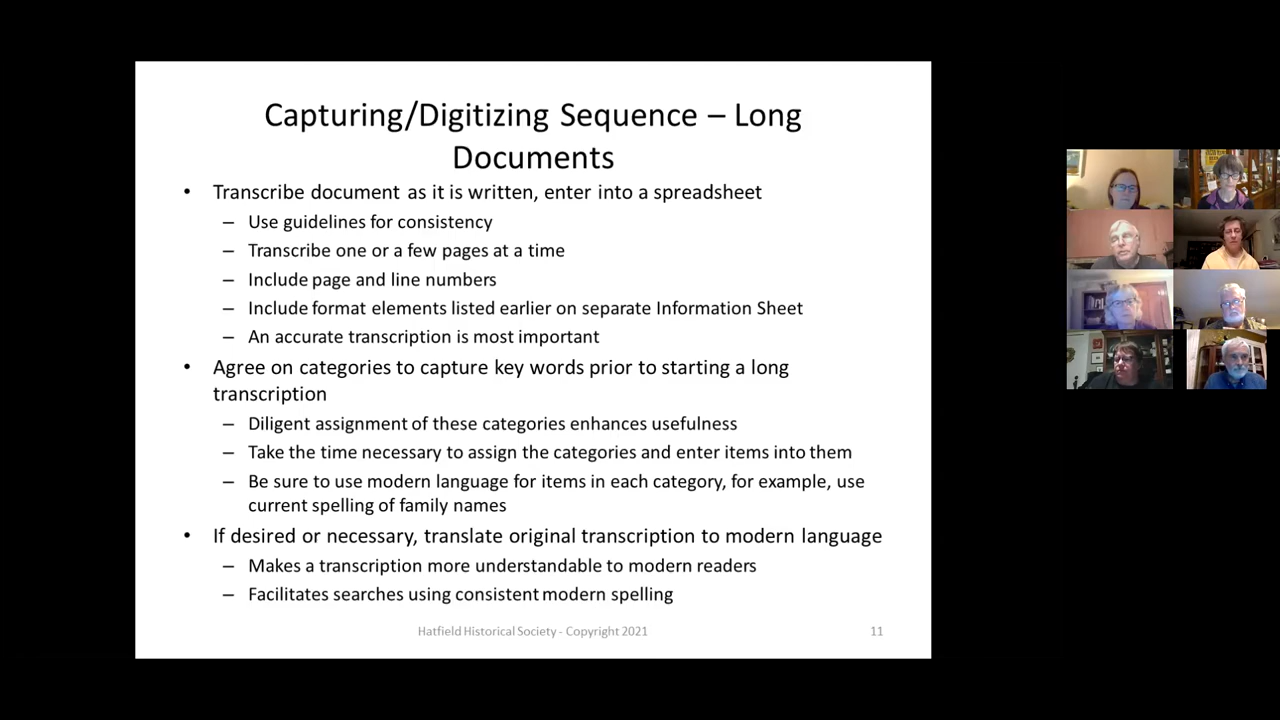 Capturing/Digitizing Sequence – Long
Documents
• Transcribe document as it is written, enter into a spreadsheet
– Use guidelines for consistency
– Transcribe one or a few pages at a time
– Include page and line numbers
– Include format elements listed earlier on separate Information Sheet
– An accurate transcription is most important
• Agree on categories to capture key words prior to starting a long
transcription
– Diligent assignment of these categories enhances usefulness
– Take the time necessary to assign the categories and enter items into them
– Be sure to use modern language for items in each category, for example, use
current spelling of family names
• If desired or necessary, translate original transcription to modern language
– Makes a transcription more understandable to modern readers
– Facilitates searches using consistent modern spelling
Hatfield Historical Society - Copyright 2021
11